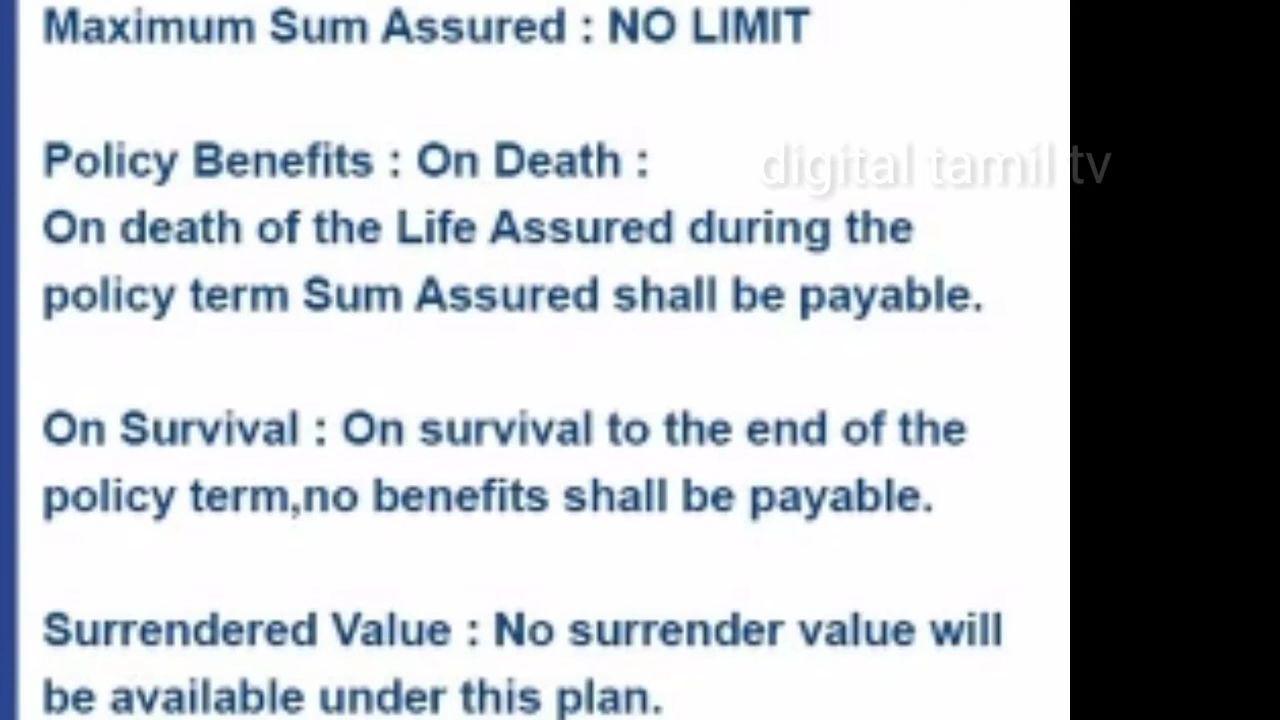 Maximum Sum Assured : NO LIMIT
Policy Benefits : On Death :
digital tamil tv
On death of the Life Assured during the
policy term Sum Assured shall be payable.
On Survival : On survival to the end of the
policy term,no benefits shall be payable.
Surrendered Value : No surrender value will
be available under this plan.